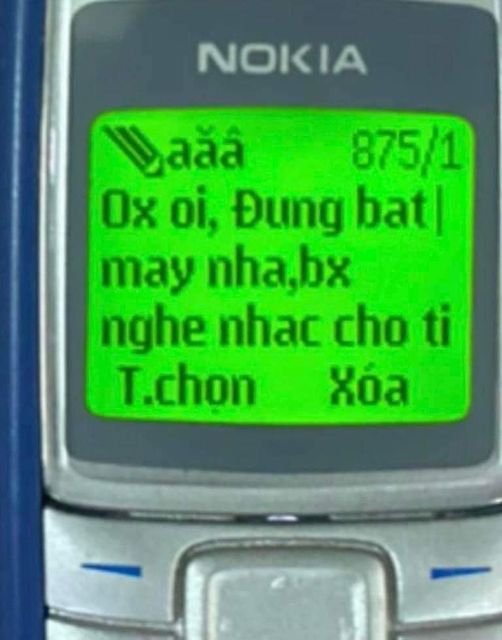 NOKIA
aăâ 875/1
Ox oi, Đung bat
may nha,bx
nghe nhac cho ti
T.chọn Xóa